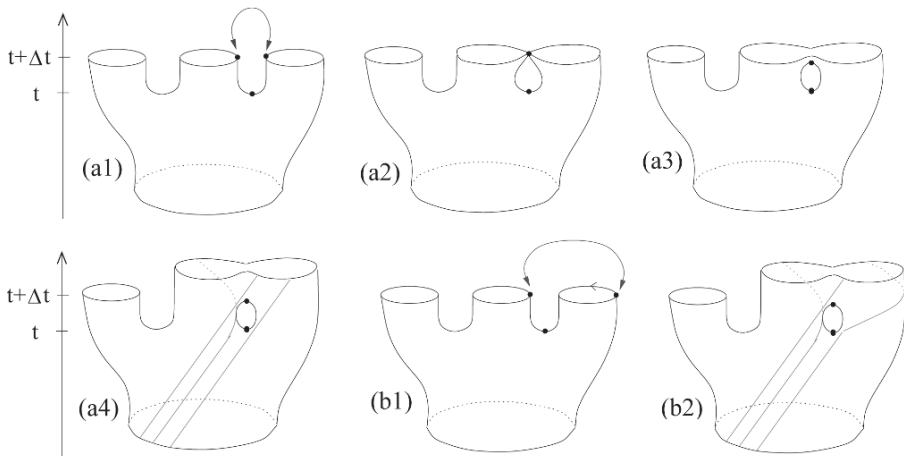 t+Δt
t
(a1)
(a2)
(a3)
t+Δt
t
(a4)
(b1)
(b2)